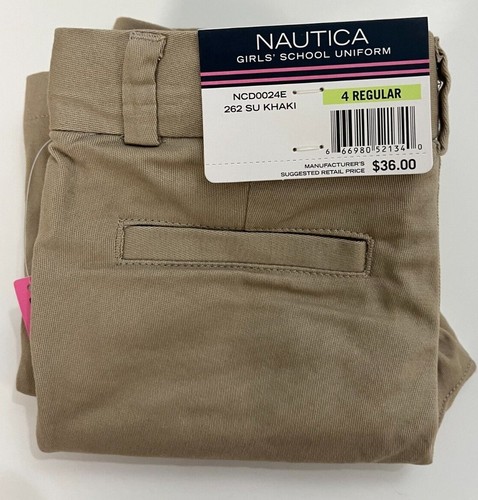 NAUTICA
GIRLS' SCHOOL UNIFORM
NCD0024E
262 SU KHAKI
4 REGULAR
6 66980 52134 0
MANUFACTURER'S
SUGGESTED RETAIL PRICE $36.00